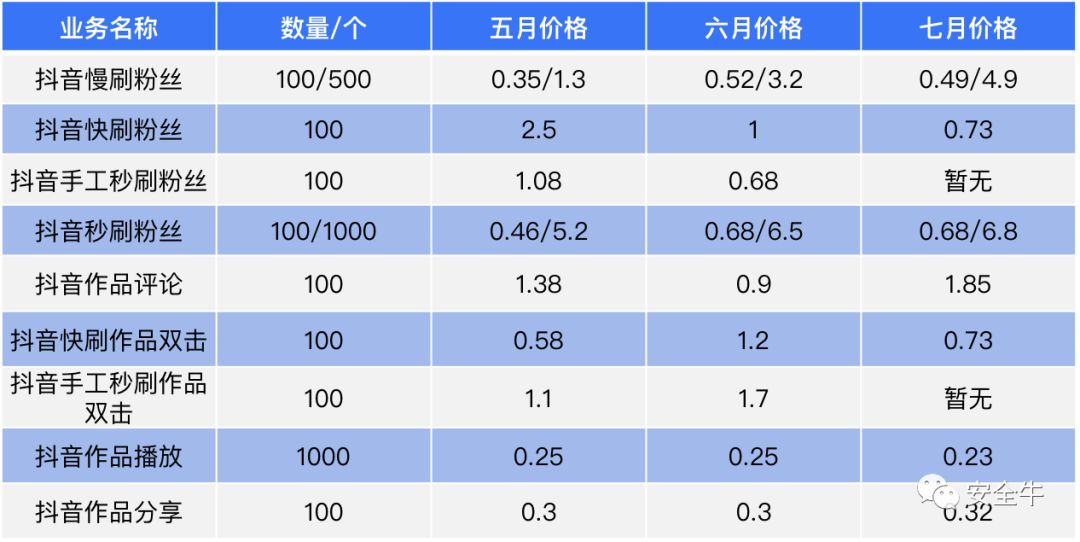 业务名称 数量/个 五月价格 六月价格 七月价格
抖音慢刷粉丝 100/500 0.35/1.3 0.52/3.2 0.49/4.9
抖音快刷粉丝 100 2.5 1 0.73
抖音手工秒刷粉丝 100 1.08 0.68 暂无
抖音秒刷粉丝 100/1000 0.46/5.2 0.68/6.5 0.68/6.8
抖音作品评论 100 1.38 0.9 1.85
抖音快刷作品双击 100 0.58 1.2 0.73
抖音手工秒刷作品
双击 100 1.1 1.7 暂无
抖音作品播放 1000 0.25 0.25 0.23
抖音作品分享 100 0.3 0.3 0.32
安全牛